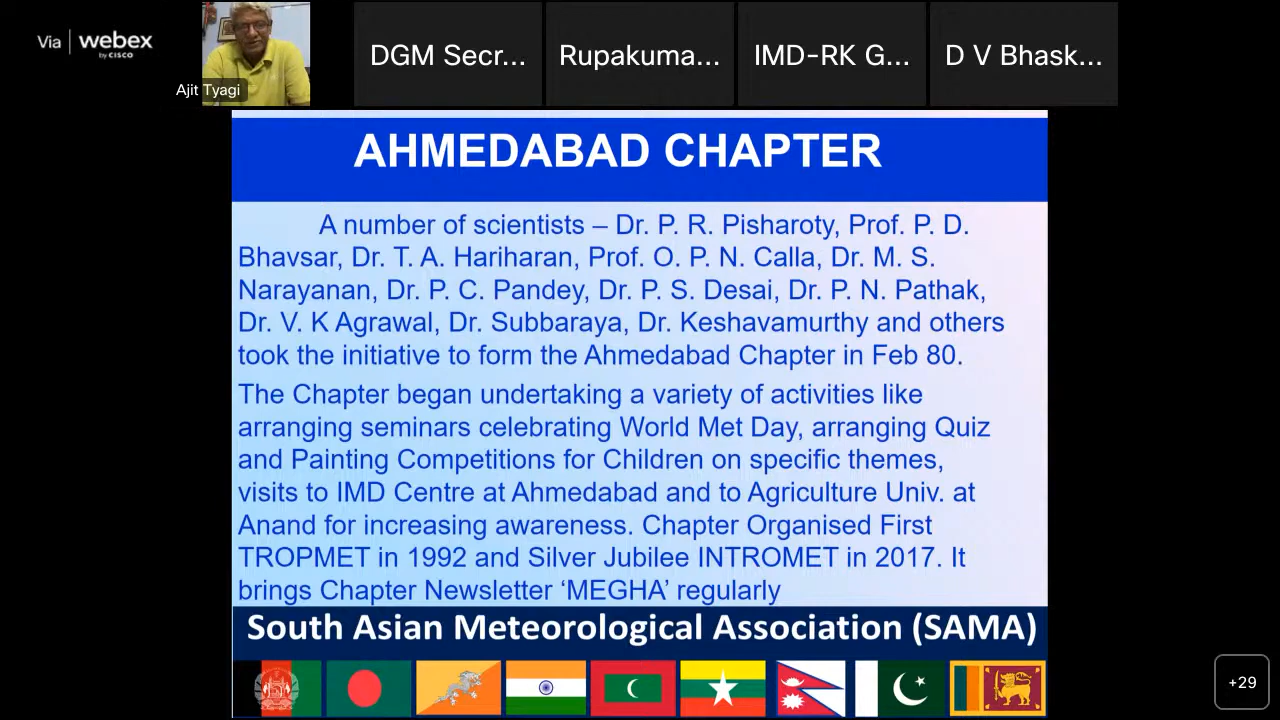 Via | webex
by CISCO
Ajit Tyagi
DGM Secr...
Rupakuma...
IMD-RK G...
D V Bhask...
AHMEDABAD CHAPTER
A number of scientists – Dr. P. R. Pisharoty, Prof. P. D.
Bhavsar, Dr. T. A. Hariharan, Prof. O. P. N. Calla, Dr. M. S.
Narayanan, Dr. P. C. Pandey, Dr. P. S. Desai, Dr. P. N. Pathak,
Dr. V. K Agrawal, Dr. Subbaraya, Dr. Keshavamurthy and others
took the initiative to form the Ahmedabad Chapter in Feb 80.
The Chapter began undertaking a variety of activities like
arranging seminars celebrating World Met Day, arranging Quiz
and Painting Competitions for Children on specific themes,
visits to IMD Centre at Ahmedabad and to Agriculture Univ. at
Anand for increasing awareness. Chapter Organised First
TROPMET in 1992 and Silver Jubilee INTROMET in 2017. It
brings Chapter Newsletter ‘MEGHA’ regularly
South Asian Meteorological Association (SAMA)
+29